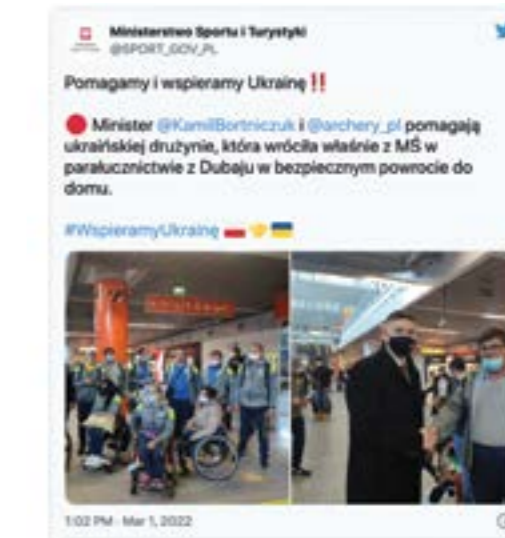 Ministerstwo Sportu i Turystyki
@SPORT_GOV_PL
Pomagamy i wspieramy Ukrainę !!
Minister @KamilBortniczuk i @archery_pl pomagają
ukraińskiej drużynie, która wróciła właśnie z MŚ w
parałucznictwie z Dubaju w bezpiecznym powrocie do
domu.
#WspieramyUkrainę
1:02 PM · Mar 1, 2022